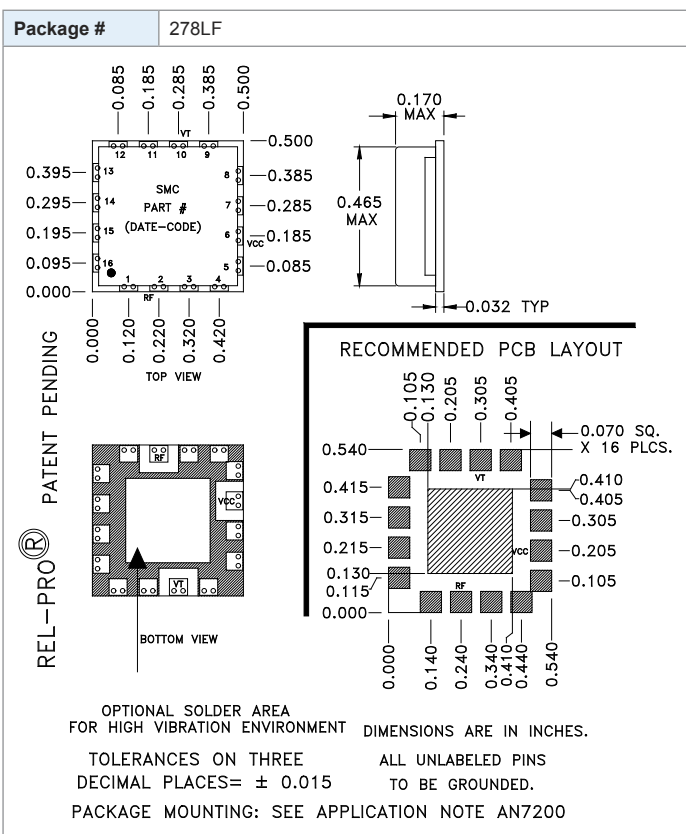 Package # 278LF
0.085 0.185 0.285 0.385 0.500
VT
12 11 10 9
0.500
0.395 13 8 0.385
0.295 14 7 0.285
0.195 15 6 VCC 0.185
0.095 16 5 0.085
0.000
SMC
PART #
(DATE-CODE)
1 2 3 4
RF
0.000 0.120 0.220 0.320 0.420
TOP VIEW
0.170
MAX
0.465
MAX
0.032 TYP
REL-PRO® PATENT PENDING
RF
VCC
VT
BOTTOM VIEW
OPTIONAL SOLDER AREA
FOR HIGH VIBRATION ENVIRONMENT
RECOMMENDED PCB LAYOUT
0.105 0.130 0.205 0.305 0.405
0.070 SQ.
X 16 PLCS.
0.540
VT
0.415
0.410
0.405
0.315 0.305
0.215 VCC 0.205
0.130
0.115 0.105
RF
0.000
0.000 0.140 0.240 0.340 0.410 0.440 0.540
DIMENSIONS ARE IN INCHES.
TOLERANCES ON THREE
DECIMAL PLACES= ± 0.015
ALL UNLABELED PINS
TO BE GROUNDED.
PACKAGE MOUNTING: SEE APPLICATION NOTE AN7200